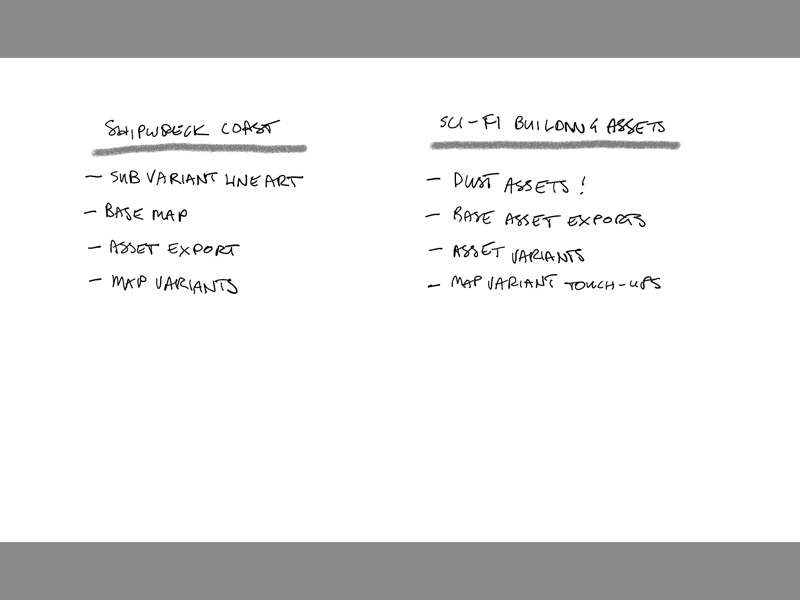 SHIPWRECK COAST
- SUB VARIANT LINEART
- BASE MAP
- ASSET EXPORT
- MAP VARIANTS
SCI-FI BUILDING ASSETS
- DUST ASSETS!
- BASE ASSET EXPORTS
- ASSET VARIANTS
- MAP VARIANT TOUCH-UPS